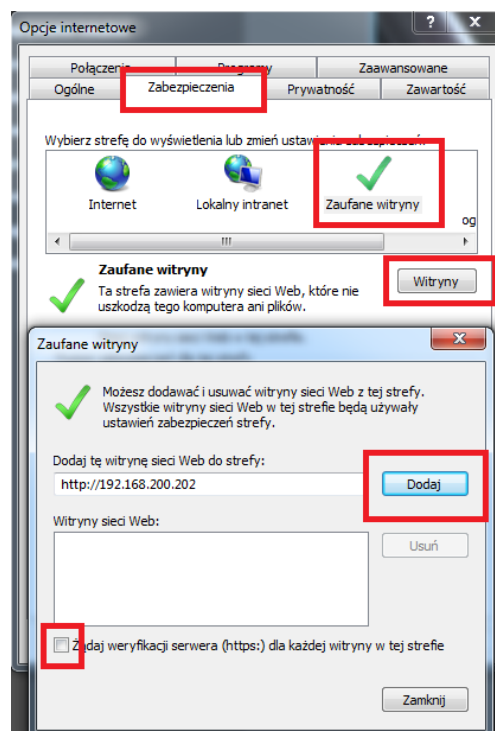 Opcje internetowe
Połączenia Programy Zaawansowane
Ogólne Zabezpieczenia Prywatność Zawartość
Wybierz strefę do wyświetlenia lub zmień ustawienia zabezpieczeń.
Internet Lokalny intranet Zaufane witryny
og
Zaufane witryny
Ta strefa zawiera witryny sieci Web, które nie
uszkodzą tego komputera ani plików.
Witryny
Zaufane witryny
Możesz dodawać i usuwać witryny sieci Web z tej strefy.
Wszystkie witryny sieci Web w tej strefie będą używały
ustawień zabezpieczeń strefy.
Dodaj tę witrynę sieci Web do strefy:
http://192.168.200.202 Dodaj
Witryny sieci Web:
Usuń
Żądaj weryfikacji serwera (https:) dla każdej witryny w tej strefie
Zamknij